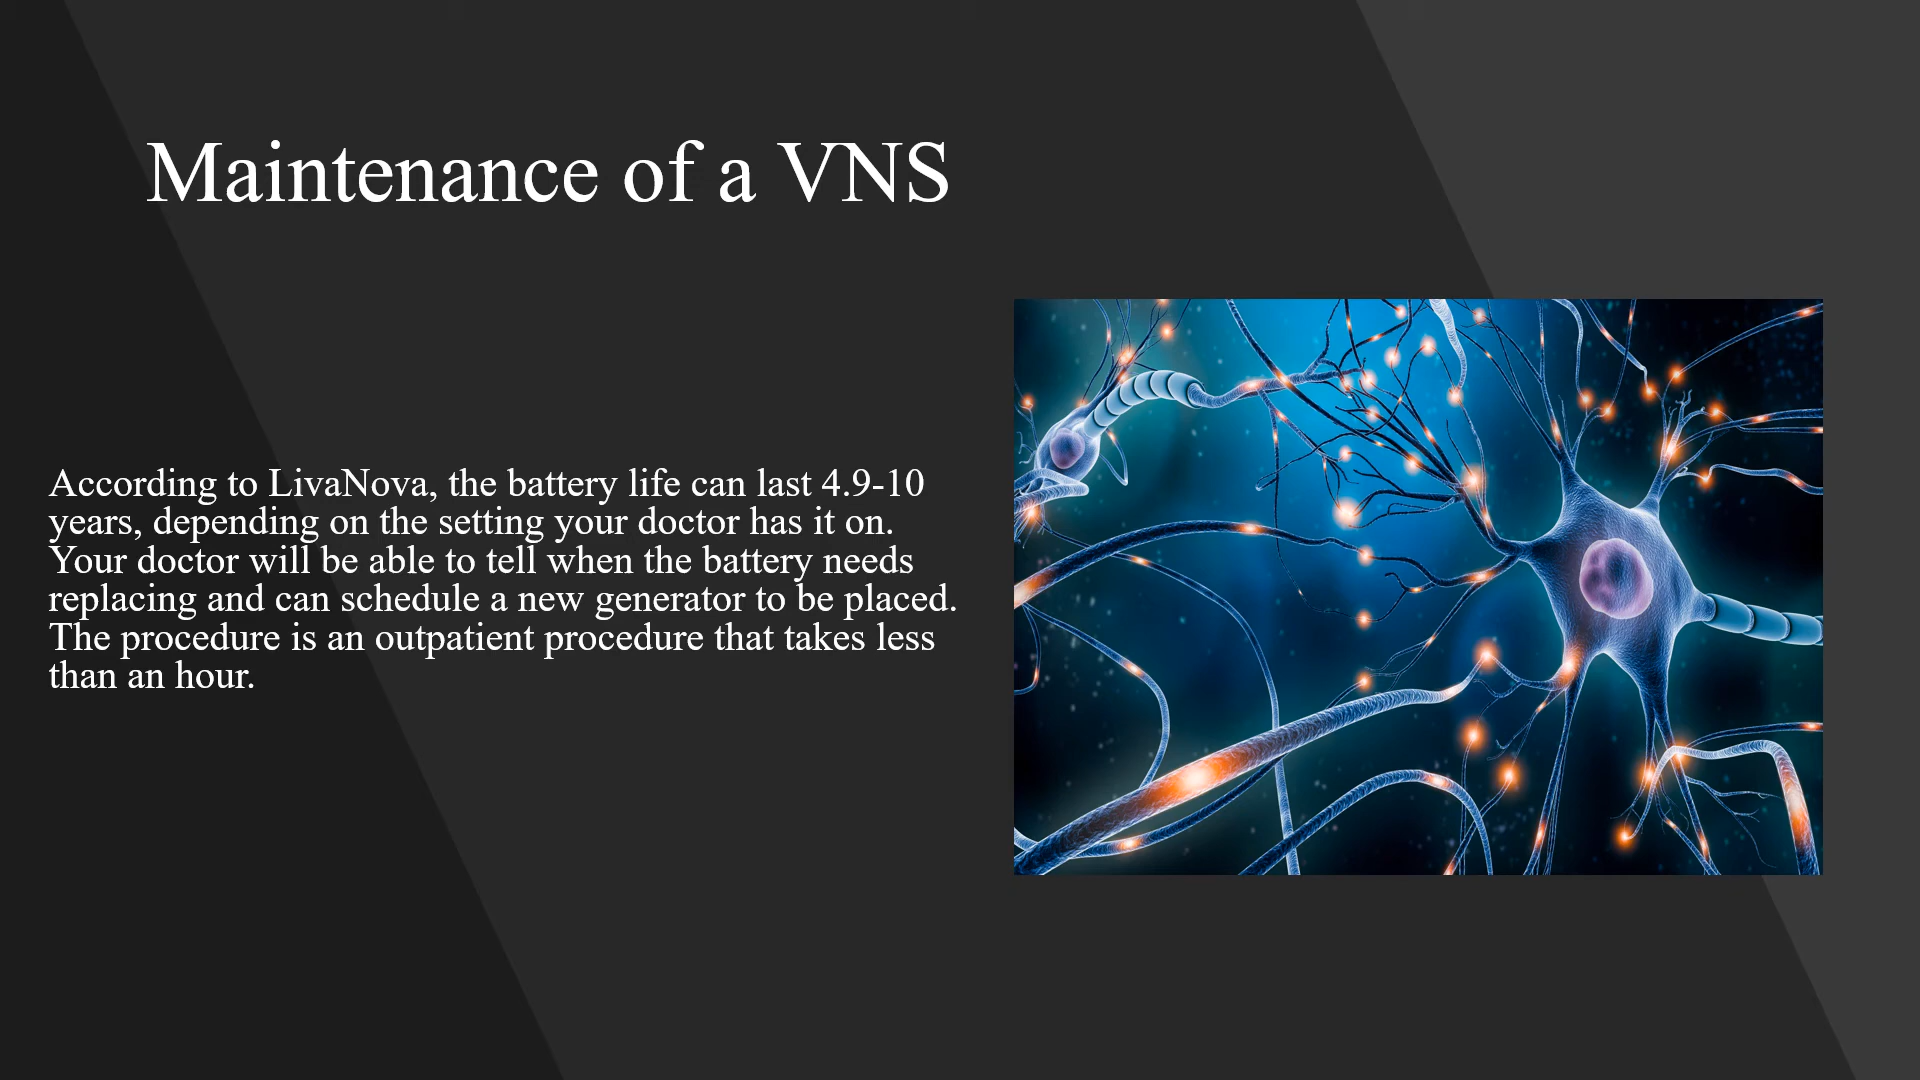 Maintenance of a VNS
According to LivaNova, the battery life can last 4.9-10
years, depending on the setting your doctor has it on.
Your doctor will be able to tell when the battery needs
replacing and can schedule a new generator to be placed.
The procedure is an outpatient procedure that takes less
than an hour.